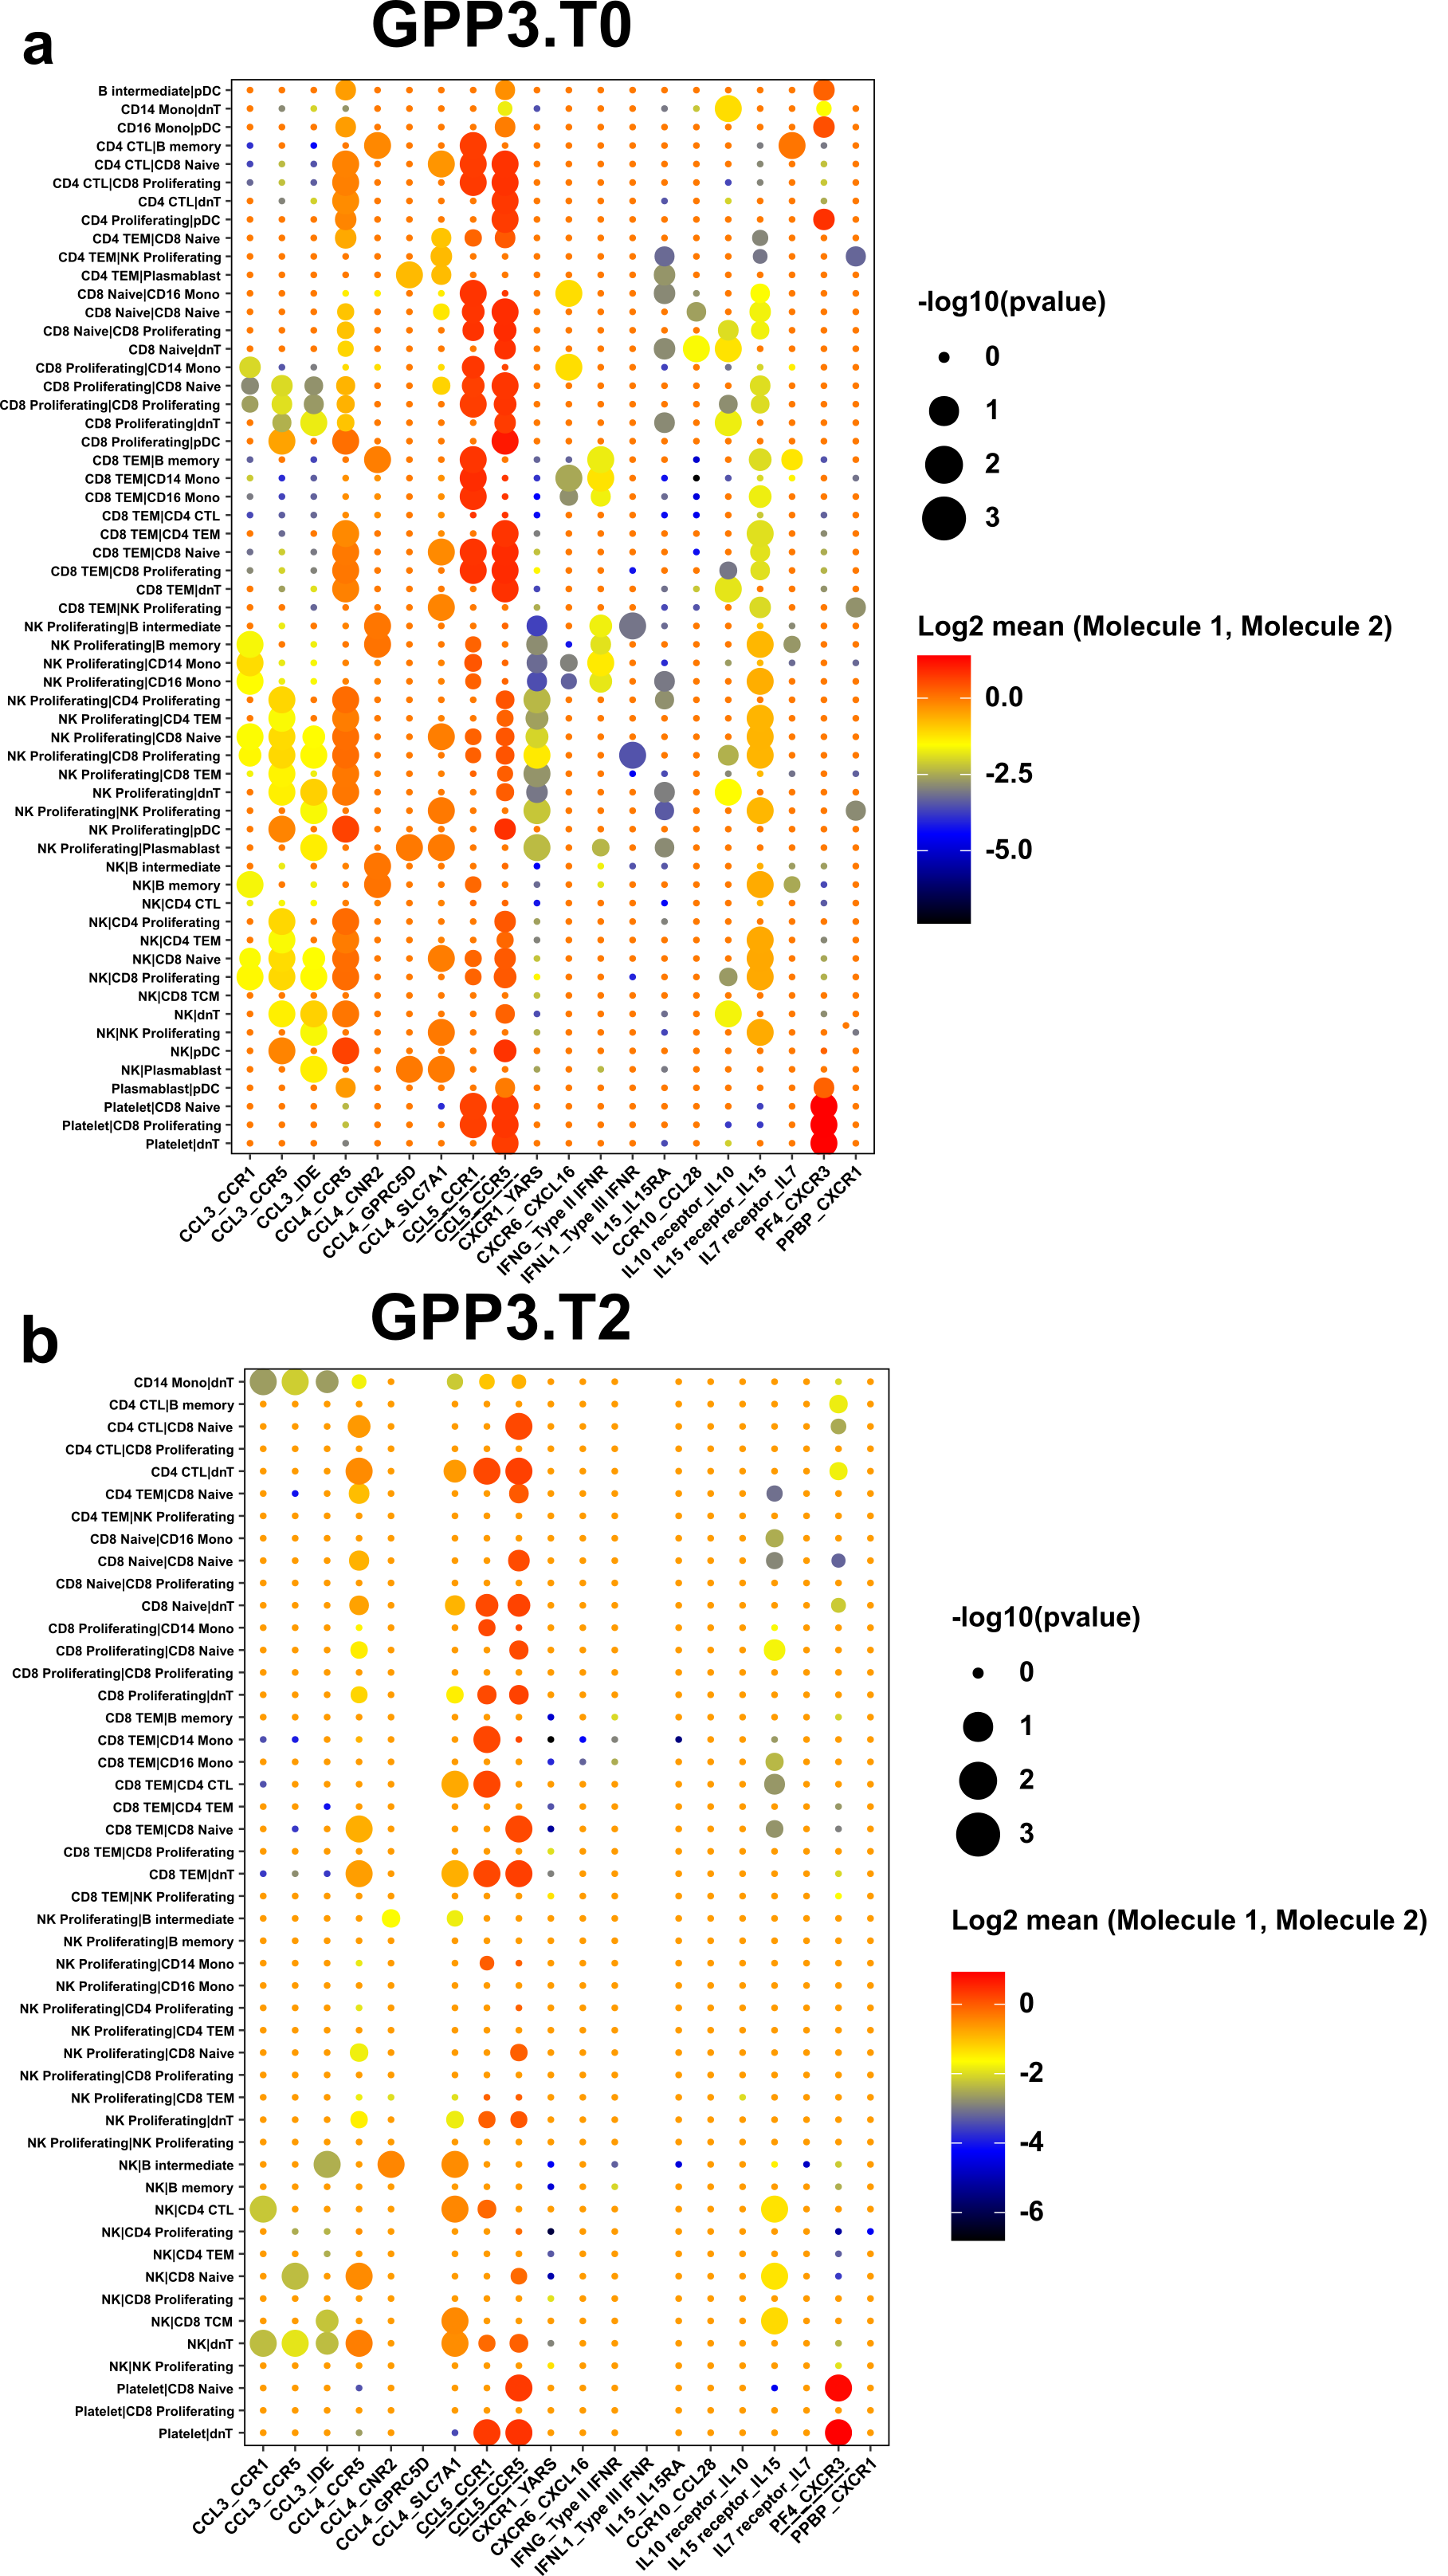 a
GPP3.T0
B intermediate|pDC
CD14 Mono|dnT
CD16 Mono|pDC
CD4 CTL|B memory
CD4 CTL|CD8 Naive
CD4 CTL|CD8 Proliferating
CD4 CTL|dnT
CD4 Proliferating|pDC
CD4 TEM|CD8 Naive
CD4 TEM|NK Proliferating
CD4 TEM|Plasmablast
CD8 Naive|CD16 Mono
CD8 Naive|CD8 Naive
CD8 Naive|CD8 Proliferating
CD8 Naive|dnT
CD8 Proliferating|CD14 Mono
CD8 Proliferating|CD8 Naive
CD8 Proliferating|CD8 Proliferating
CD8 Proliferating|dnT
CD8 Proliferating|pDC
CD8 TEM|B memory
CD8 TEM|CD14 Mono
CD8 TEM|CD16 Mono
CD8 TEM|CD4 CTL
CD8 TEM|CD4 TEM
CD8 TEM|CD8 Naive
CD8 TEM|CD8 Proliferating
CD8 TEM|dnT
CD8 TEM|NK Proliferating
NK Proliferating|B intermediate
NK Proliferating|B memory
NK Proliferating|CD14 Mono
NK Proliferating|CD16 Mono
NK Proliferating|CD4 Proliferating
NK Proliferating|CD4 TEM
NK Proliferating|CD8 Naive
NK Proliferating|CD8 Proliferating
NK Proliferating|CD8 TEM
NK Proliferating|dnT
NK Proliferating|NK Proliferating
NK Proliferating|pDC
NK Proliferating|Plasmablast
NK|B intermediate
NK|B memory
NK|CD4 CTL
NK|CD4 Proliferating
NK|CD4 TEM
NK|CD8 Naive
NK|CD8 Proliferating
NK|CD8 TCM
NK|dnT
NK|NK Proliferating
NK|pDC
NK|Plasmablast
Plasmablast|pDC
Platelet|CD8 Naive
Platelet|CD8 Proliferating
Platelet|dnT
CCL3_CCR1
CCL3_CCR5
CCL3_IDE
CCL4_CCR5
CCL4_CNR2
CCL4_GPRC5D
CCL4_SLC7A1
CCL5_CCR1
CCL5_CCR5
CXCR1_YARS
CXCR6_CXCL16
IFNG_Type II IFNR
IFNL1_Type III IFNR
IL15_IL15RA
CCR10_CCL28
IL10 receptor_IL10
IL15 receptor_IL15
IL7 receptor_IL7
PF4_CXCR3
PPBP_CXCR1
-log10(pvalue)
0
1
2
3
Log2 mean (Molecule 1, Molecule 2)
0.0
-2.5
-5.0
b
GPP3.T2
CD14 Mono|dnT
CD4 CTL|B memory
CD4 CTL|CD8 Naive
CD4 CTL|CD8 Proliferating
CD4 CTL|dnT
CD4 TEM|CD8 Naive
CD4 TEM|NK Proliferating
CD8 Naive|CD16 Mono
CD8 Naive|CD8 Naive
CD8 Naive|CD8 Proliferating
CD8 Naive|dnT
CD8 Proliferating|CD14 Mono
CD8 Proliferating|CD8 Naive
CD8 Proliferating|CD8 Proliferating
CD8 Proliferating|dnT
CD8 TEM|B memory
CD8 TEM|CD14 Mono
CD8 TEM|CD16 Mono
CD8 TEM|CD4 CTL
CD8 TEM|CD4 TEM
CD8 TEM|CD8 Naive
CD8 TEM|CD8 Proliferating
CD8 TEM|dnT
CD8 TEM|NK Proliferating
NK Proliferating|B intermediate
NK Proliferating|B memory
NK Proliferating|CD14 Mono
NK Proliferating|CD16 Mono
NK Proliferating|CD4 Proliferating
NK Proliferating|CD4 TEM
NK Proliferating|CD8 Naive
NK Proliferating|CD8 Proliferating
NK Proliferating|CD8 TEM
NK Proliferating|dnT
NK Proliferating|NK Proliferating
NK|B intermediate
NK|B memory
NK|CD4 CTL
NK|CD4 Proliferating
NK|CD4 TEM
NK|CD8 Naive
NK|CD8 Proliferating
NK|CD8 TCM
NK|dnT
NK|NK Proliferating
Platelet|CD8 Naive
Platelet|CD8 Proliferating
Platelet|dnT
CCL3_CCR1
CCL3_CCR5
CCL3_IDE
CCL4_CCR5
CCL4_CNR2
CCL4_GPRC5D
CCL4_SLC7A1
CCL5_CCR1
CCL5_CCR5
CXCR1_YARS
CXCR6_CXCL16
IFNG_Type II IFNR
IFNL1_Type III IFNR
IL15_IL15RA
CCR10_CCL28
IL10 receptor_IL10
IL15 receptor_IL15
IL7 receptor_IL7
PF4_CXCR3
PPBP_CXCR1
-log10(pvalue)
0
1
2
3
Log2 mean (Molecule 1, Molecule 2)
0
-2
-4
-6